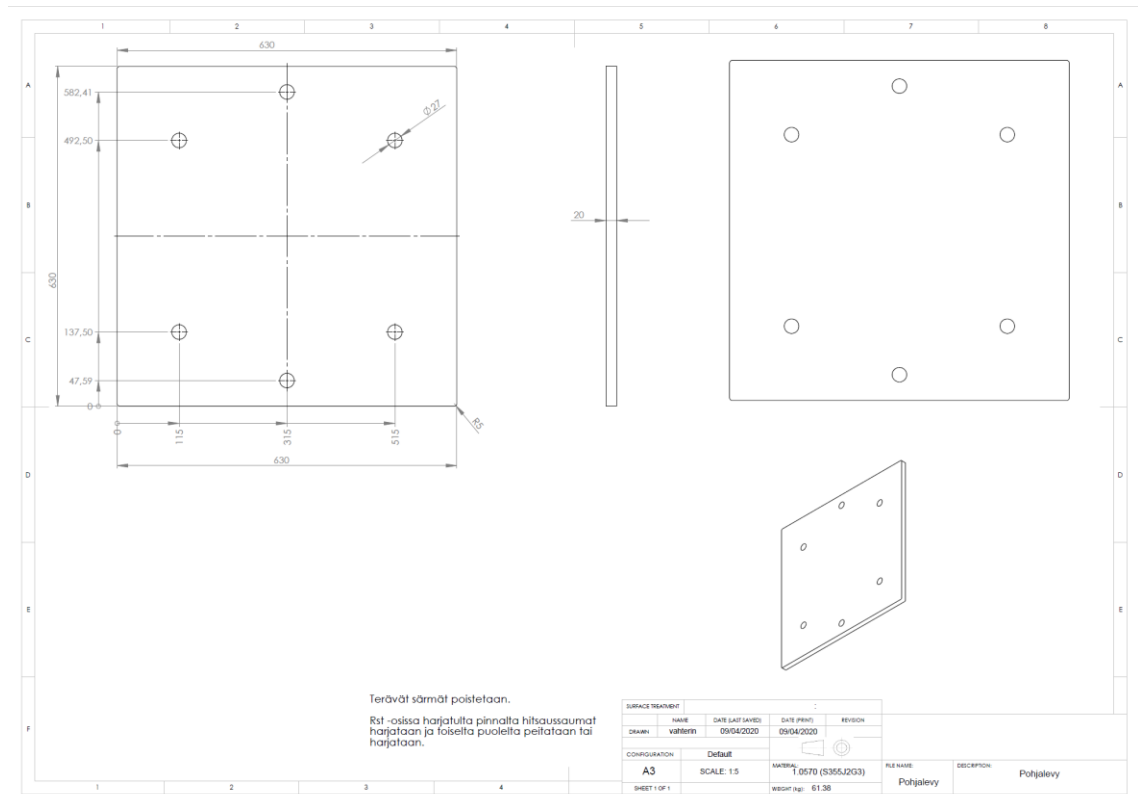 1 2 3 4 5 6 7 8
A A
B B
C C
D D
E E
F
1 2 3 4
630
582,41
492,50
Ø27
630
137,50
47,59
0
0
115
315
515
R5
630
20
Terävät särmät poistetaan.
Rst -osissa harjatulta pinnalta hitsaussaumat
harjataan ja toiselta puolelta peitataan tai
harjataan.
SURFACE TREATMENT :
NAME DATE (LAST SAVED) DATE (PRINT) REVISION
DRAWN vahterin 09/04/2020 09/04/2020
CONFIGURATION Default
A3 SCALE: 1:5 MATERIAL: 1.0570 (S355J2G3)
FILE NAME: Pohjalevy
DESCRIPTION: Pohjalevy
SHEET 1 OF 1 WEIGHT (kg): 61.38